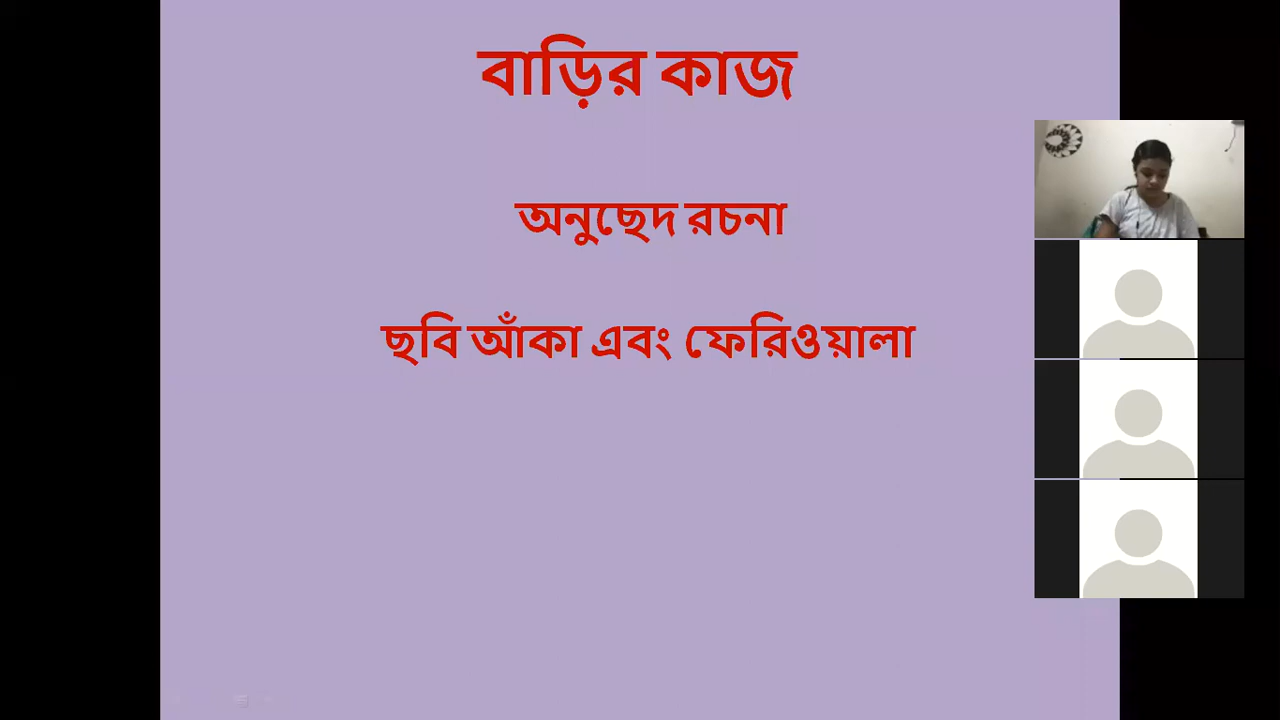 বাড়ির কাজ
অনুছেদ রচনা
ছবি আঁকা এবং ফেরিওয়ালা